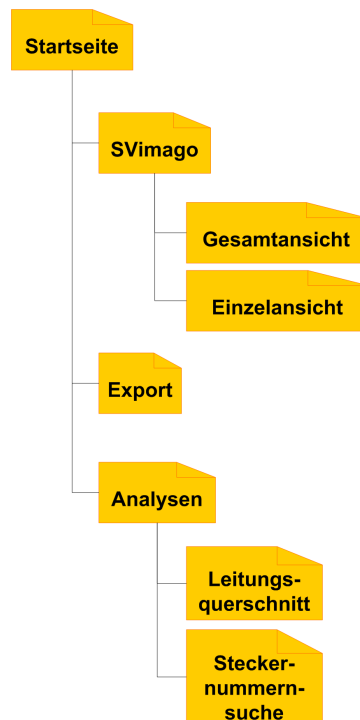 Startseite
SVimago
Gesamtansicht
Einzelansicht
Export
Analysen
Leitungs-
querschnitt
Stecker-
nummern-
suche